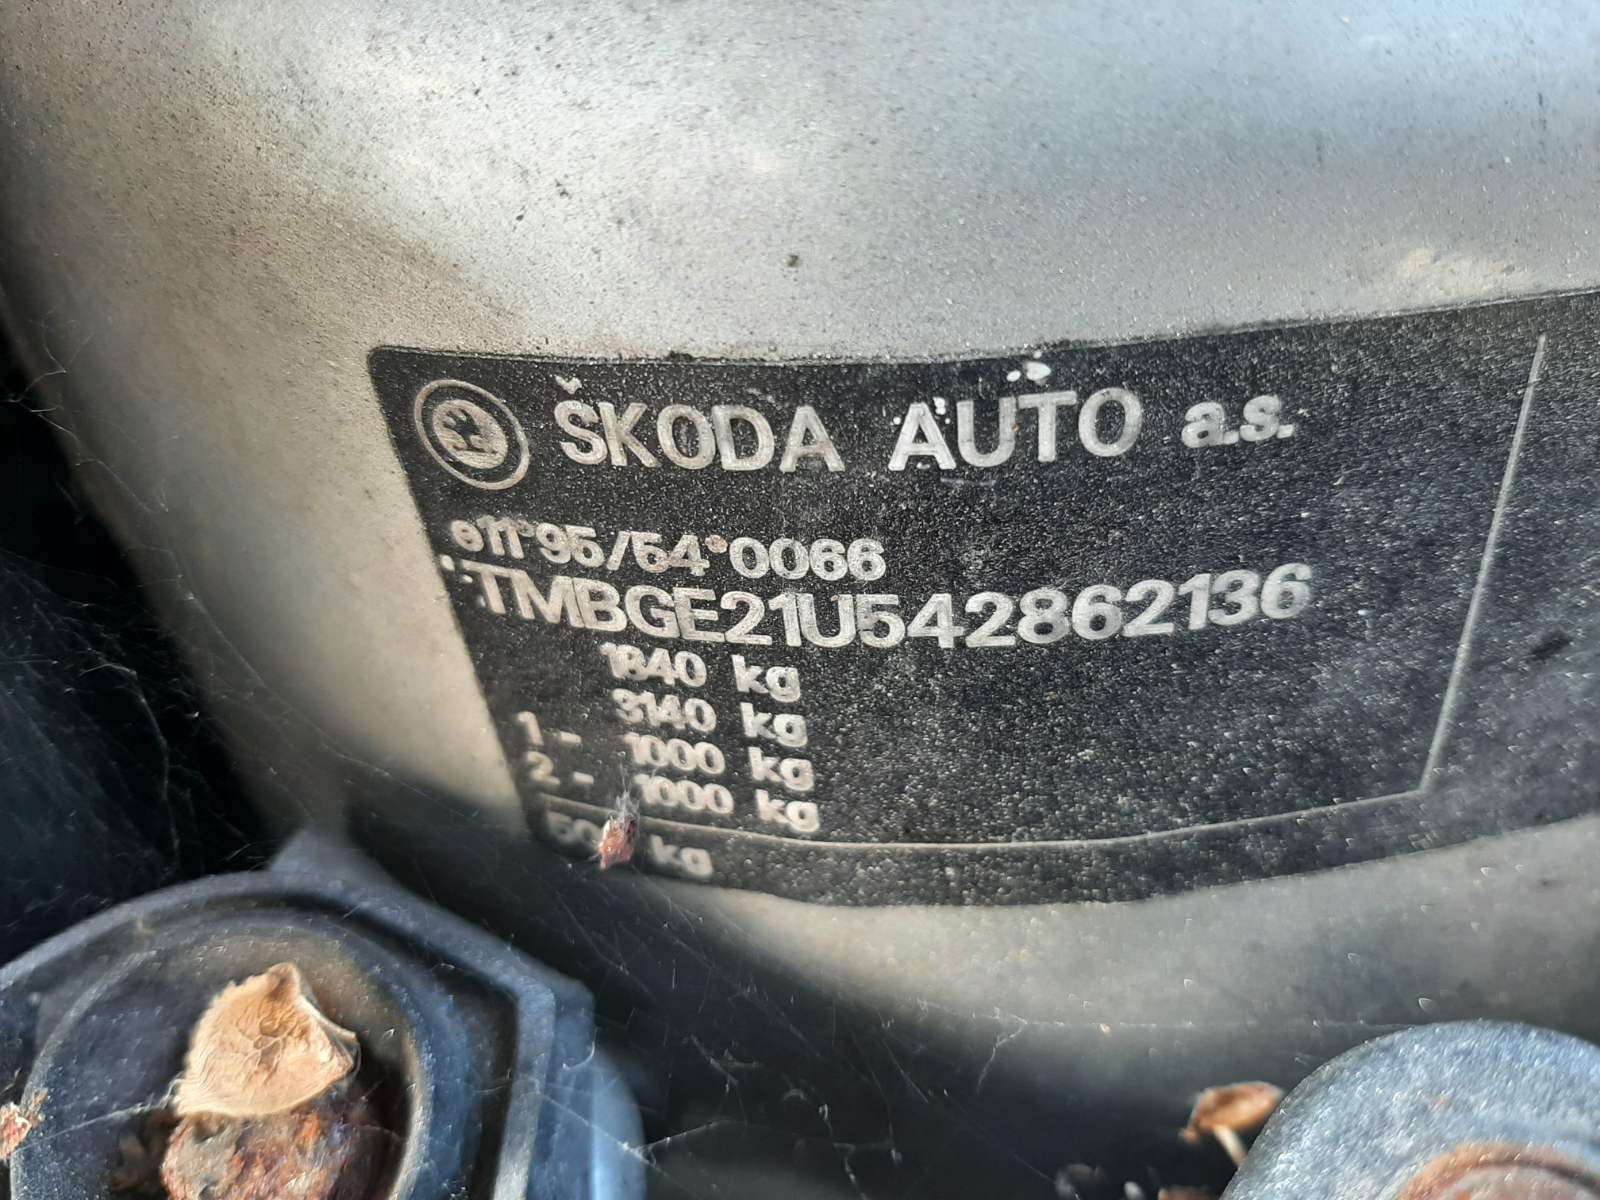 ŠKODA AUTO a.s.
e11*95/54*0066
TMBGE21U542862136
1840 kg
3140 kg
1 - 1000 kg
2 - 1000 kg
kg